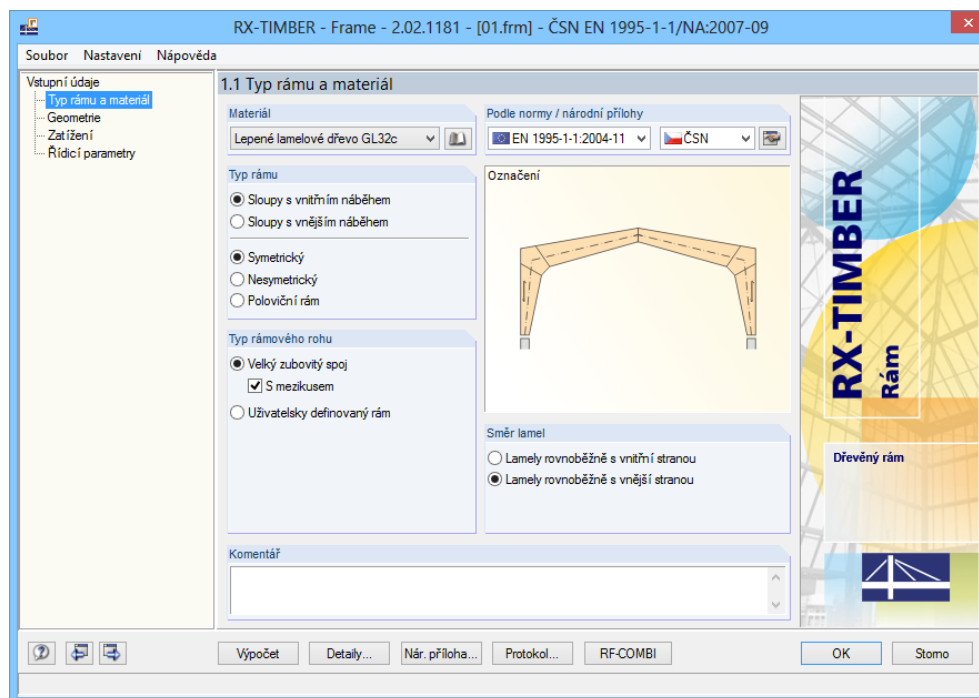 RX-TIMBER - Frame - 2.02.1181 - [01.frm] - ČSN EN 1995-1-1/NA:2007-09
Soubor Nastavení Nápověda
Vstupní údaje
Typ rámu a materiál
Geometrie
Zatížení
Řídicí parametry
1.1 Typ rámu a materiál
Materiál
Lepené lamelové dřevo GL32c
Typ rámu
Sloupy s vnitřním náběhem
Sloupy s vnějším náběhem
Symetrický
Nesymetrický
Poloviční rám
Typ rámového rohu
Velký zubovitý spoj
S mezikusem
Uživatelsky definovaný rám
Podle normy / národní přílohy
EN 1995-1-1:2004-11
ČSN
Označení
Směr lamel
Lamely rovnoběžně s vnitřní stranou
Lamely rovnoběžně s vnější stranou
Komentář
RX-TIMBER
Rám
Dřevěný rám
Výpočet
Detaily...
Nár. příloha...
Protokol...
RF-COMBI
OK
Storno